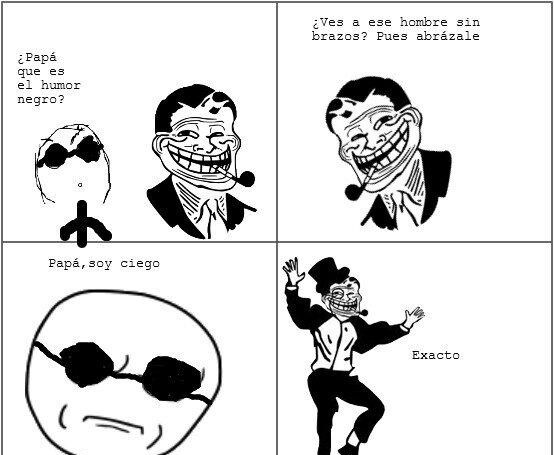 ¿Papá
que es
el humor
negro?
¿Ves a ese hombre sin
brazos? Pues abrázale
Papá,soy ciego
Exacto